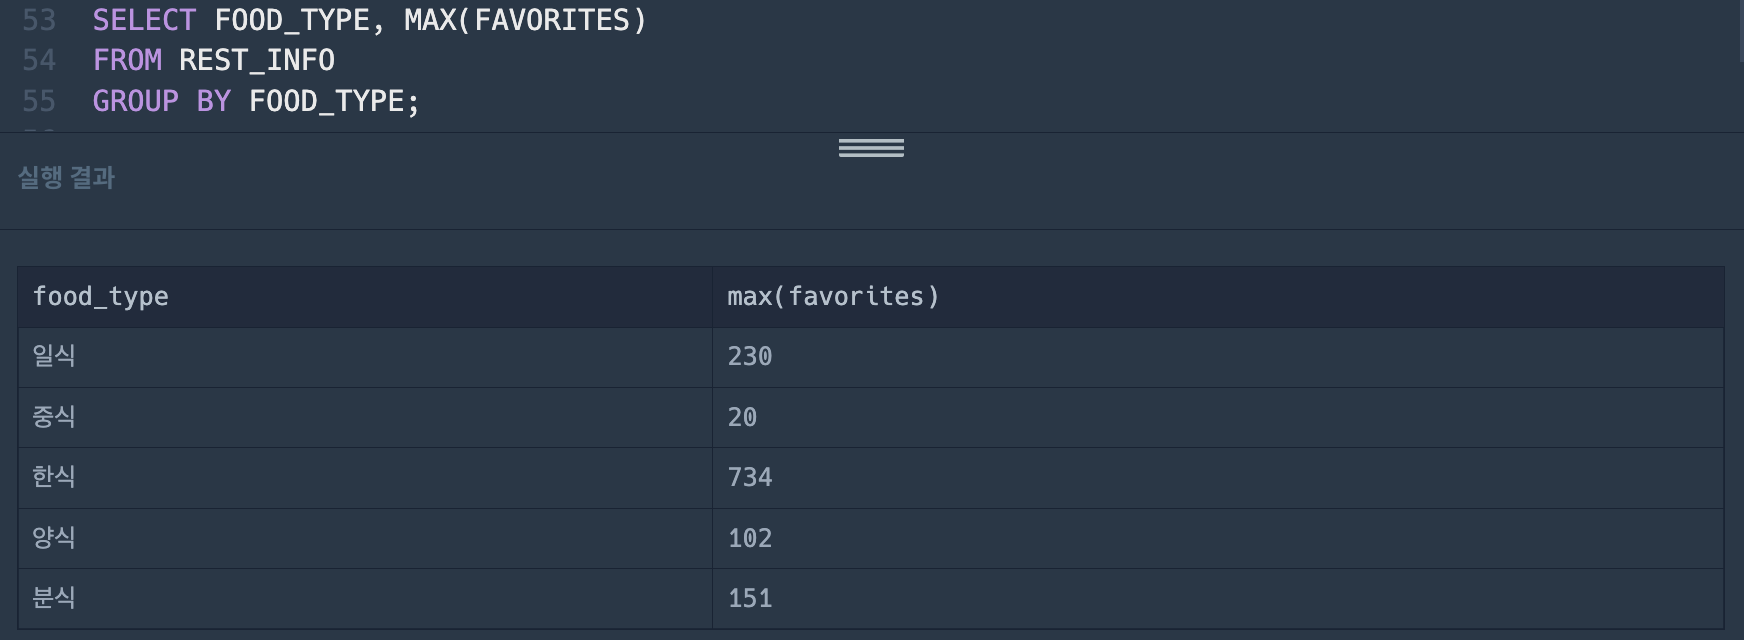 53 SELECT FOOD_TYPE, MAX(FAVORITES)
54 FROM REST_INFO
55 GROUP BY FOOD_TYPE;
실행 결과
food_type max(favorites)
일식 230
중식 20
한식 734
양식 102
분식 151